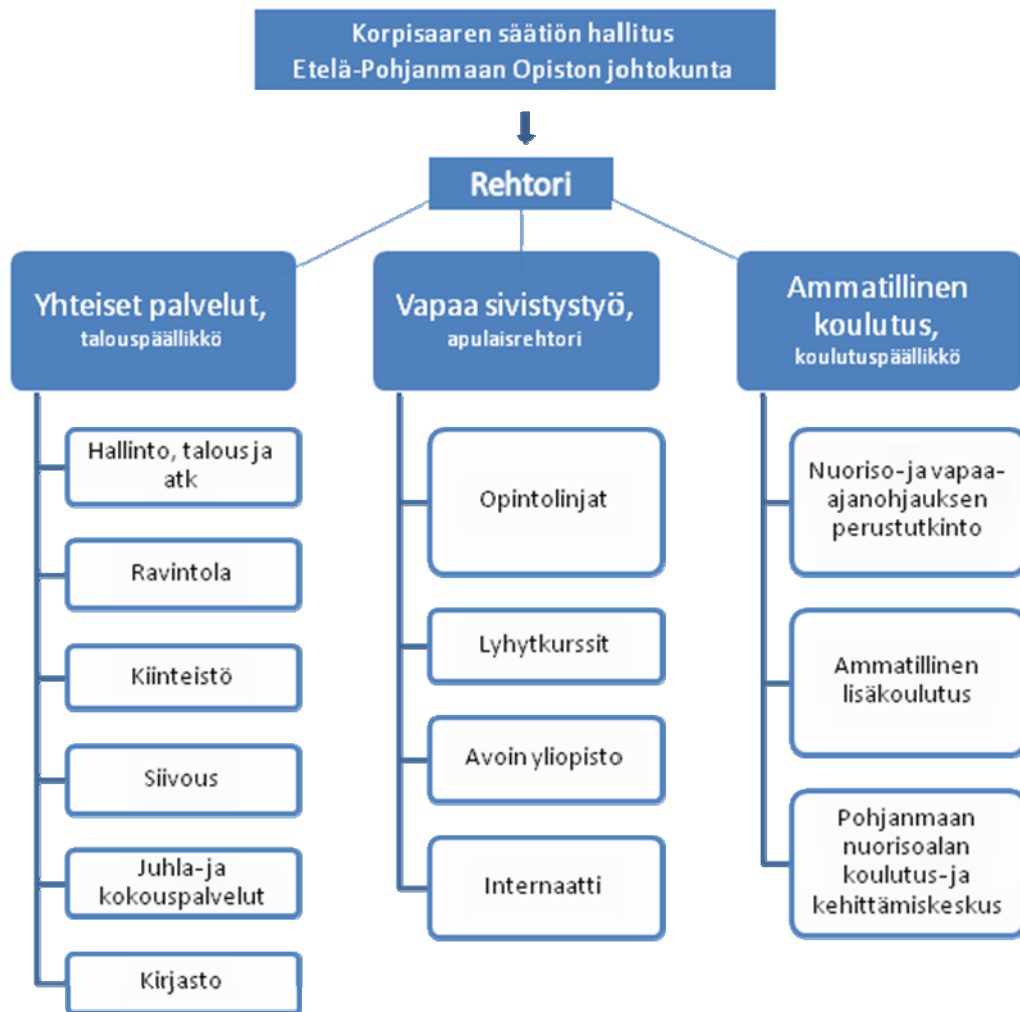 Korpisaaren säätiön hallitus
Etelä-Pohjanmaan Opiston johtokunta
Rehtori
Yhteiset palvelut,
talouspäällikkö
Hallinto, talous ja
atk
Ravintola
Kiinteistö
Siivous
Juhla-ja
kokouspalvelut
Kirjasto
Vapaa sivistystyö,
apulaisrehtori
Opintolinjat
Lyhytkurssit
Avoin yliopisto
Internaatti
Ammatillinen
koulutus,
koulutuspäällikkö
Nuoriso-ja vapaa-
ajanohjauksen
perustutkinto
Ammatillinen
lisäkoulutus
Pohjanmaan
nuorisoalan
koulutus-ja
kehittämiskeskus